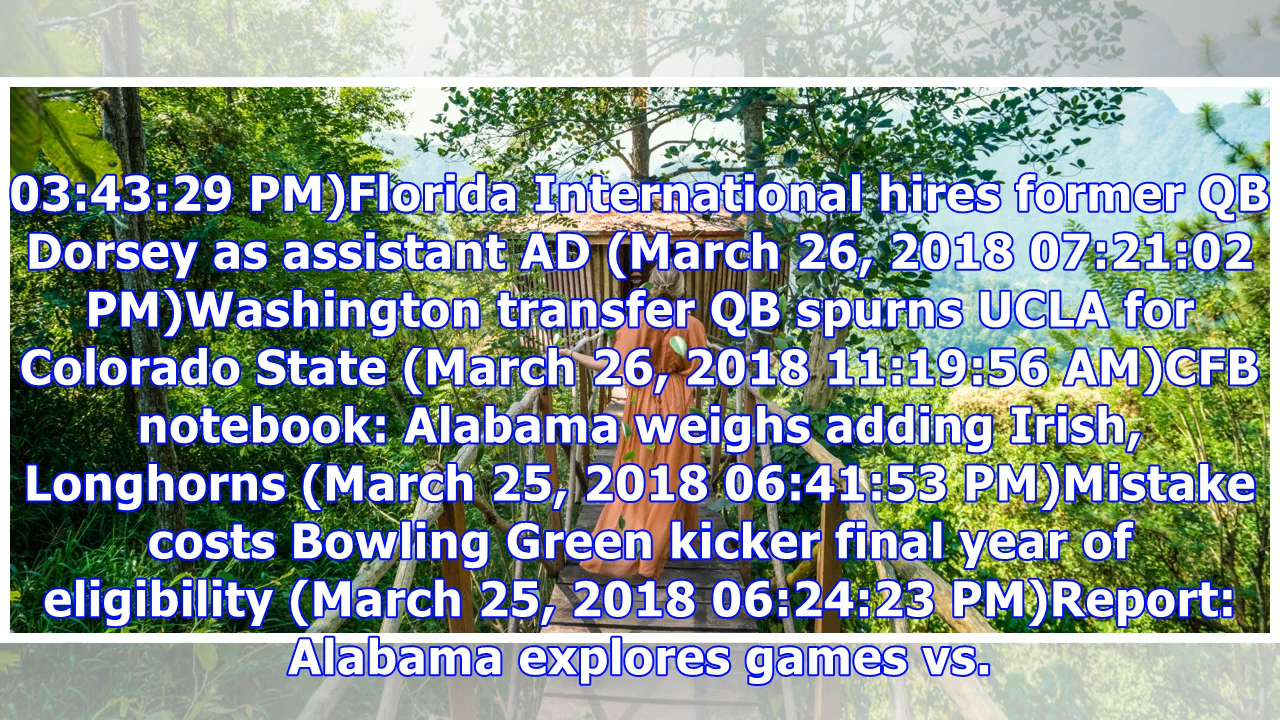 03:43:29 PM)Florida International hires former QB
Dorsey as assistant AD (March 26, 2018 07:21:02
PM)Washington transfer QB spurns UCLA for
Colorado State (March 26, 2018 11:19:56 AM)CFB
notebook: Alabama weighs adding Irish,
Longhorns (March 25, 2018 06:41:53 PM)Mistake
costs Bowling Green kicker final year of
eligibility (March 25, 2018 06:24:23 PM)Report:
Alabama explores games vs.